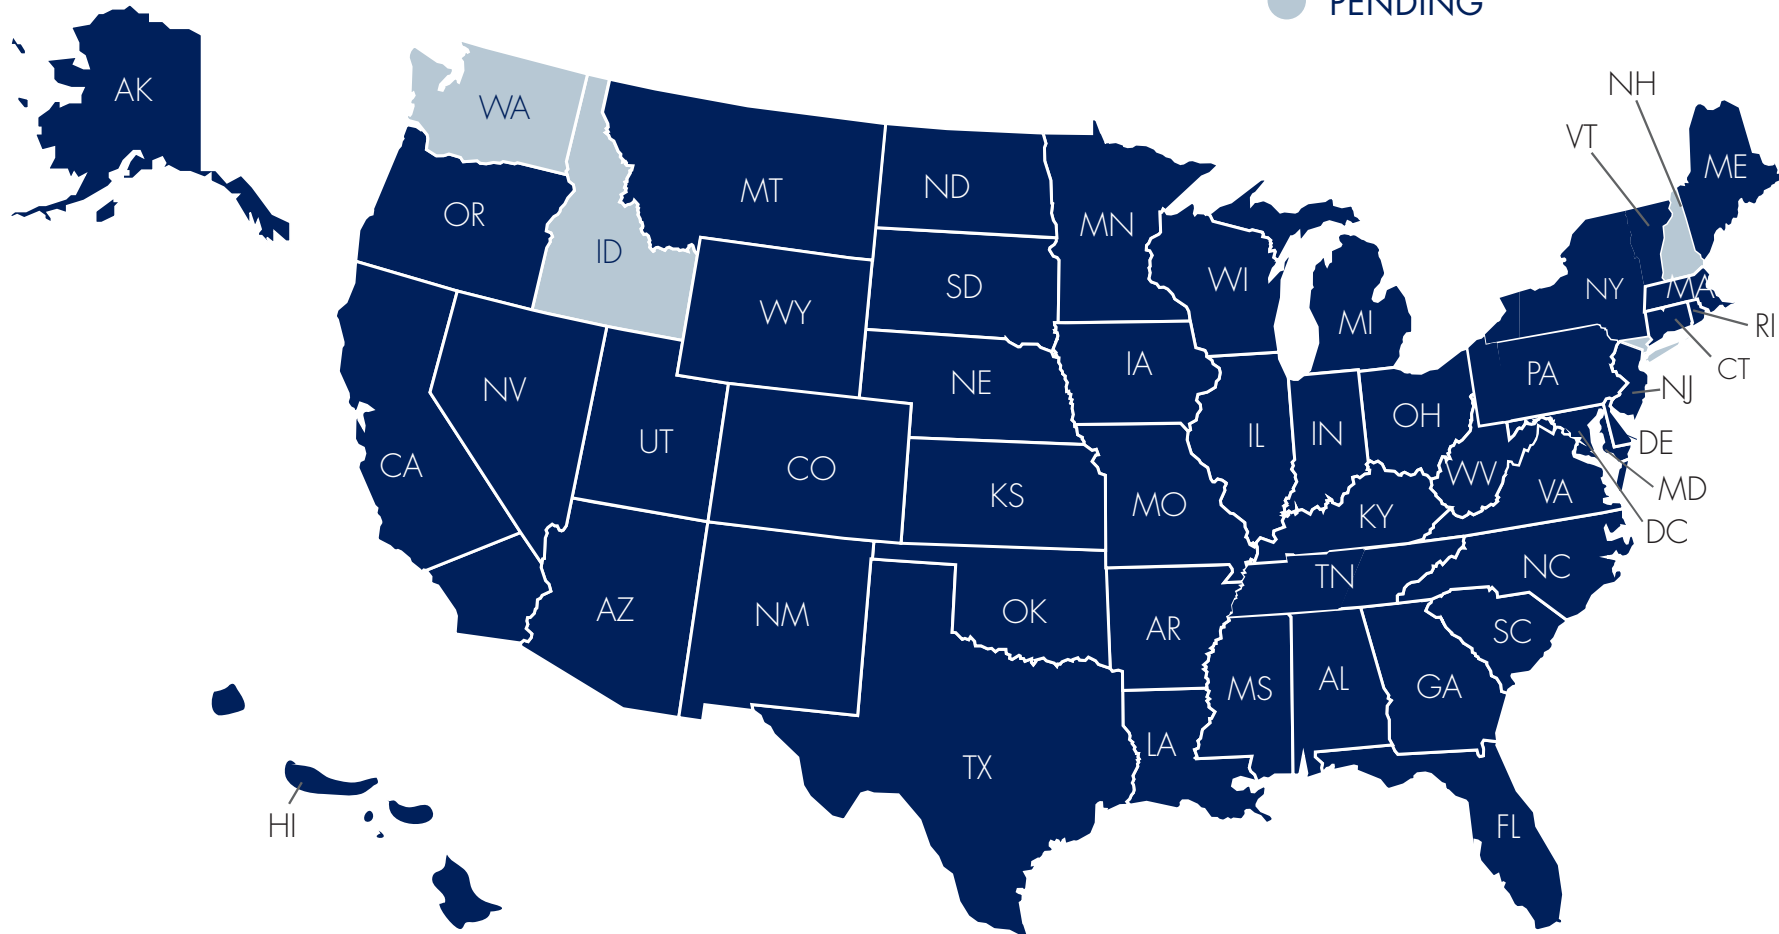 PENDING
AK
WA
NH
VT
ME
MT
ND
OR
MN
ID
SD
WI
NY
MA
WY
MI
RI
IA
CT
NE
PA
NV
NJ
OH
UT
IL
IN
DE
CO
CA
WV
KS
VA
MD
MO
KY
DC
NC
TN
AZ
NM
OK
AR
SC
MS
AL
GA
LA
TX
HI
FL